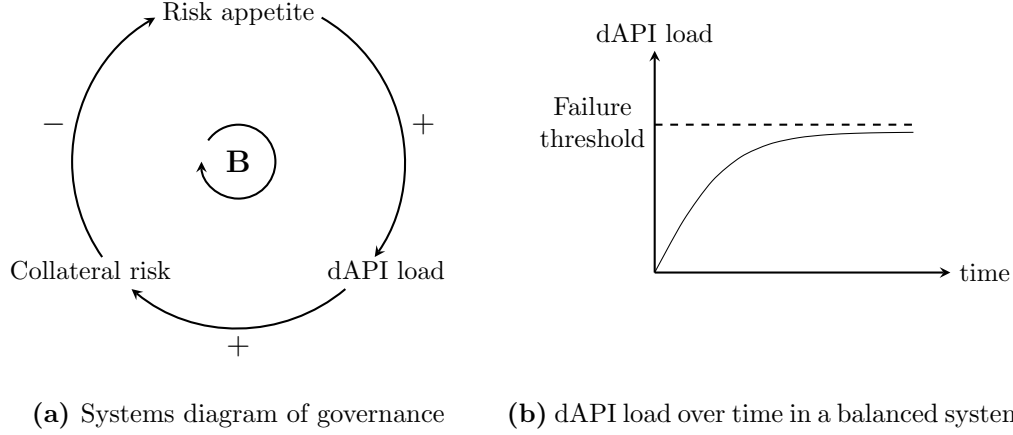 Risk appetite
−
+
B
Collateral risk
dAPI load
+
(a) Systems diagram of governance
dAPI load
Failure
threshold
time
(b) dAPI load over time in a balanced system